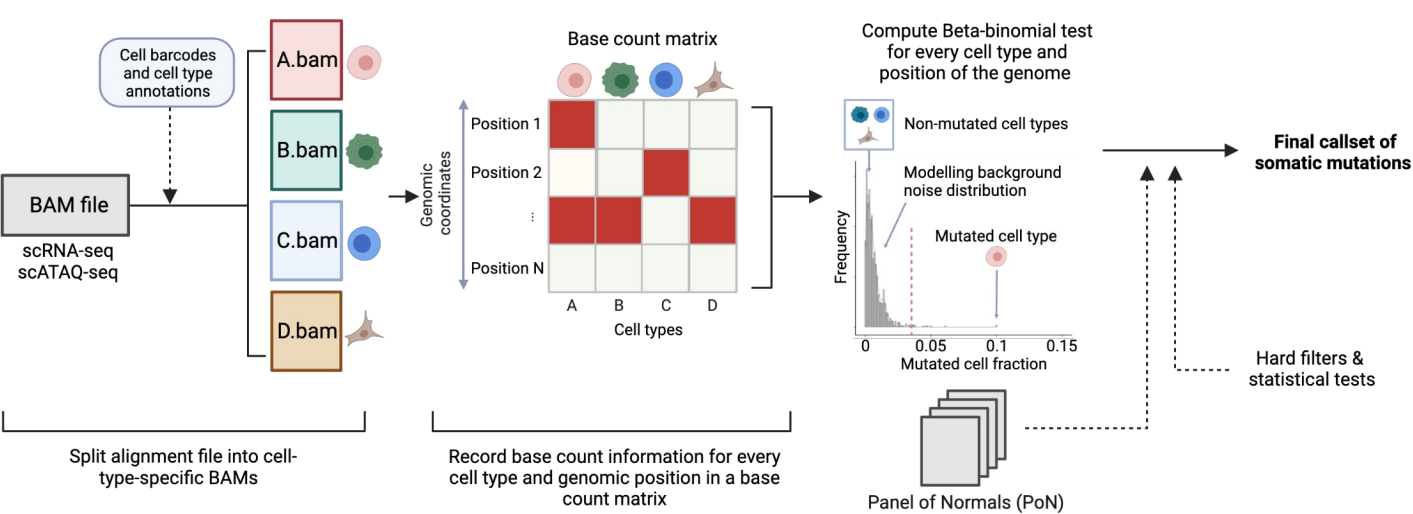 Cell barcodes
and cell type
annotations
BAM file
scRNA-seq
scATAQ-seq
A.bam
B.bam
C.bam
D.bam
Split alignment file into cell-
type-specific BAMs
Base count matrix
Genomic
coordinates
Position 1
Position 2
...
Position N
A B C D
Cell types
Record base count information for every
cell type and genomic position in a base
count matrix
Compute Beta-binomial test
for every cell type and
position of the genome
Non-mutated cell types
Modelling background
noise distribution
Mutated cell type
Frequency
0 0.05 0.1 0.15
Mutated cell fraction
Panel of Normals (PoN)
Final callset of
somatic mutations
Hard filters &
statistical tests